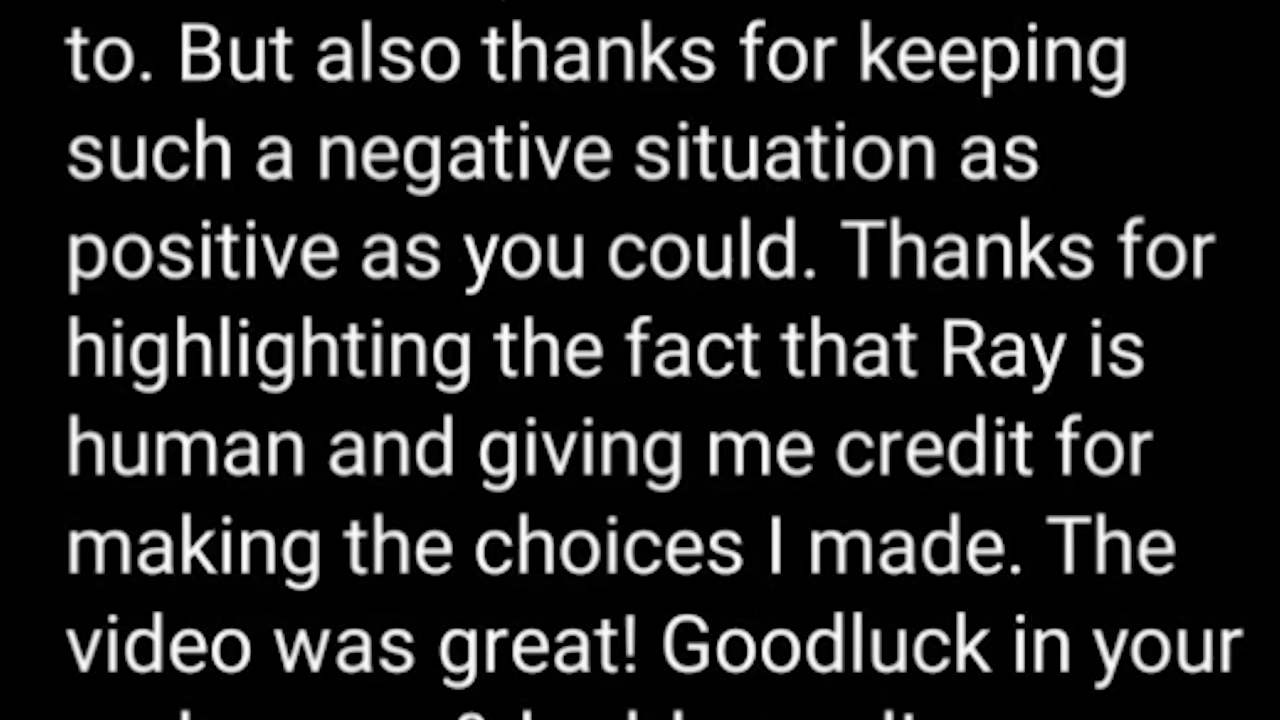 to. But also thanks for keeping
such a negative situation as
positive as you could. Thanks for
highlighting the fact that Ray is
human and giving me credit for
making the choices I made. The
video was great! Goodluck in your